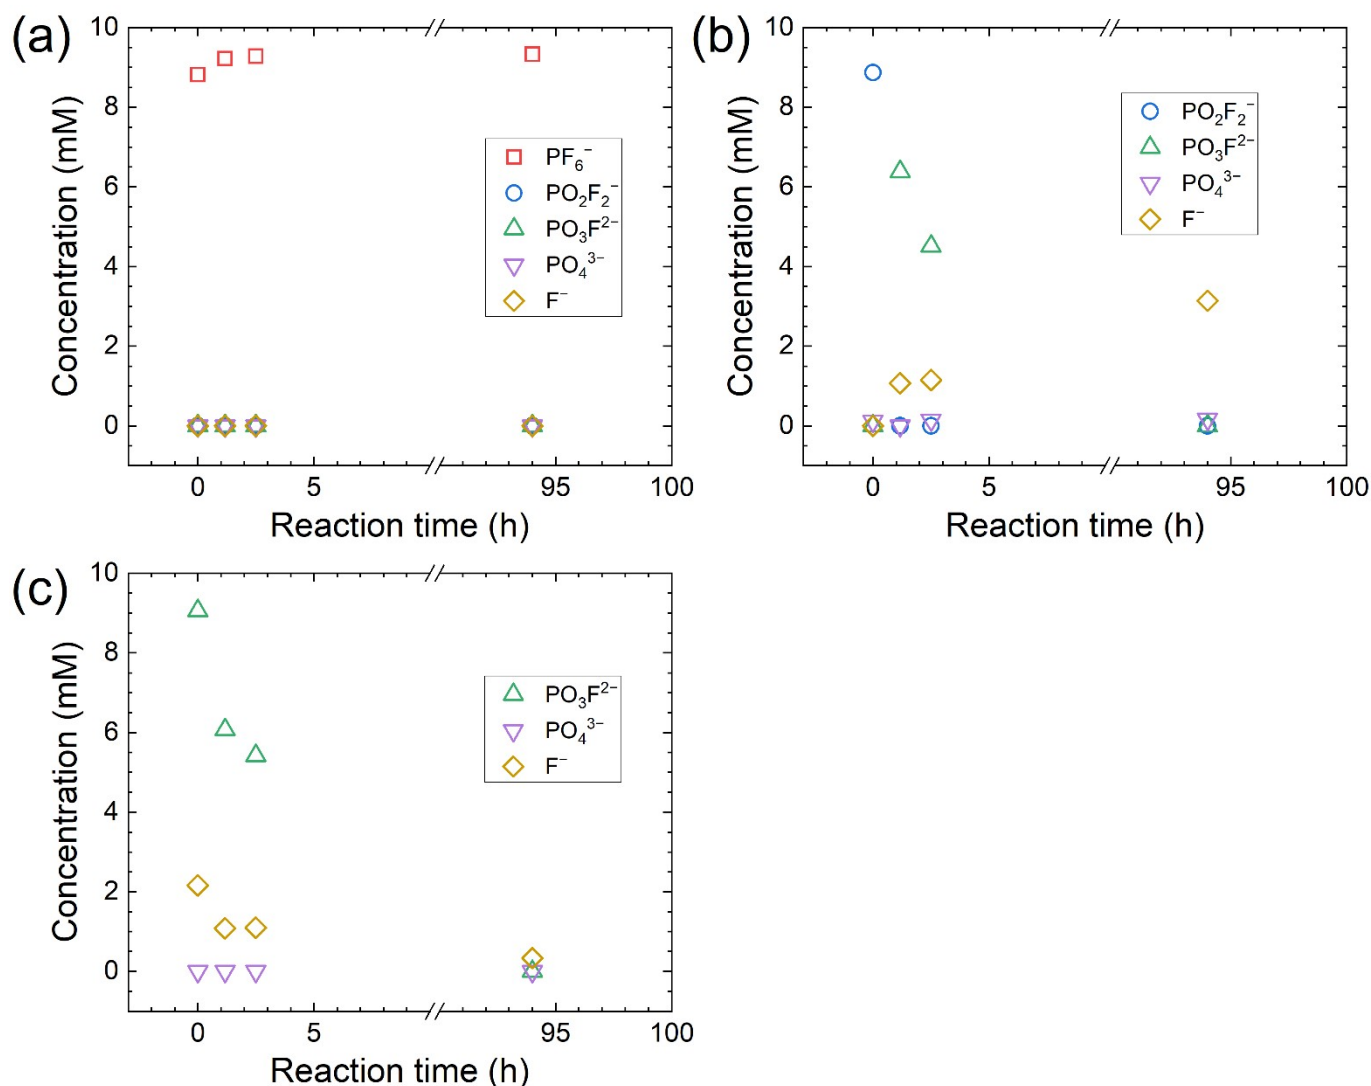 (a)
10
8
6
4
2
0
Concentration (mM)
PF₆⁻
PO₂F₂⁻
PO₃F²⁻
PO₄³⁻
F⁻
0 5 95 100
Reaction time (h)
(b)
10
8
6
4
2
0
Concentration (mM)
PO₂F₂⁻
PO₃F²⁻
PO₄³⁻
F⁻
0 5 95 100
Reaction time (h)
(c)
10
8
6
4
2
0
Concentration (mM)
PO₃F²⁻
PO₄³⁻
F⁻
0 5 95 100
Reaction time (h)